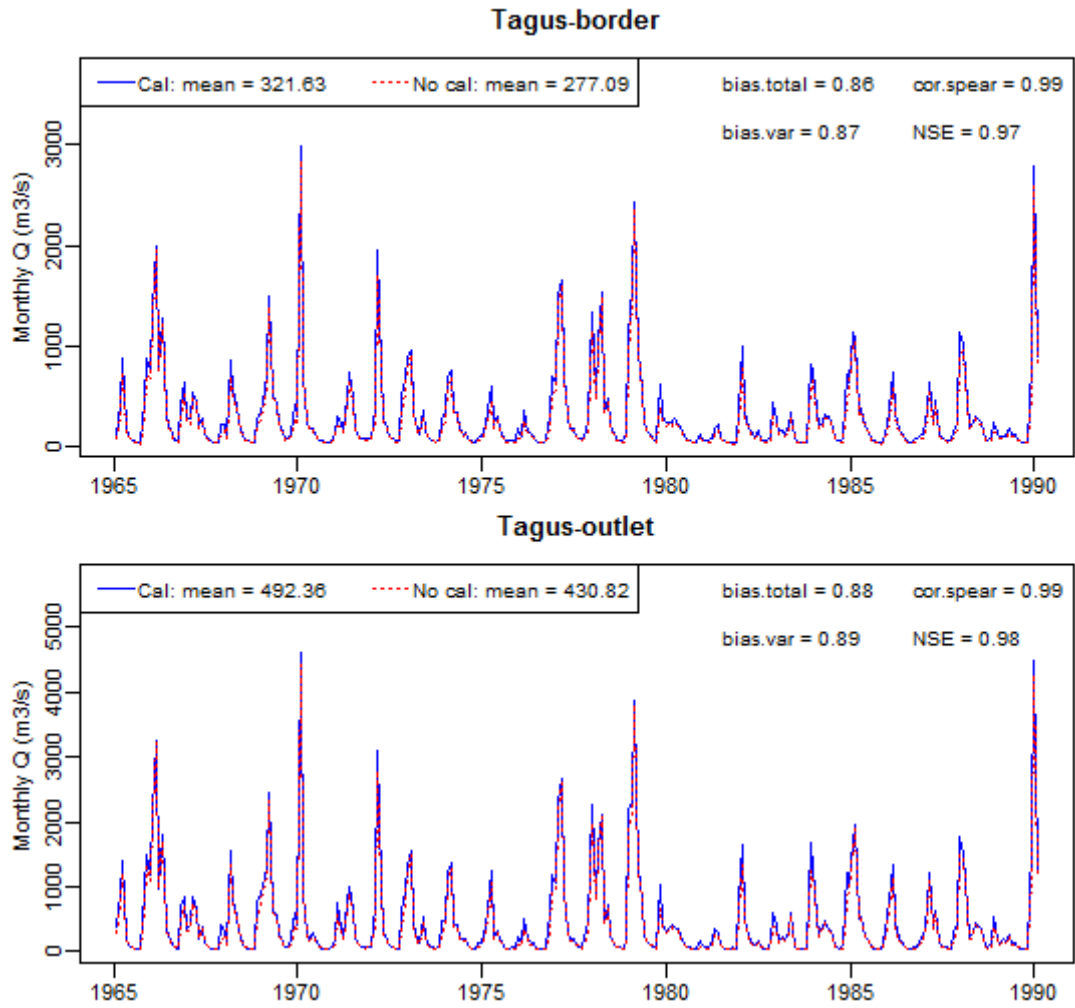 Tagus-border
Cal: mean = 321.63 No cal: mean = 277.09 bias.total = 0.86 cor.spear = 0.99
bias.var = 0.87 NSE = 0.97
Monthly Q (m3/s)
3000
2000
1000
0
1965 1970 1975 1980 1985 1990
Tagus-outlet
Cal: mean = 492.36 No cal: mean = 430.82 bias.total = 0.88 cor.spear = 0.99
bias.var = 0.89 NSE = 0.98
Monthly Q (m3/s)
5000
4000
3000
2000
1000
0
1965 1970 1975 1980 1985 1990